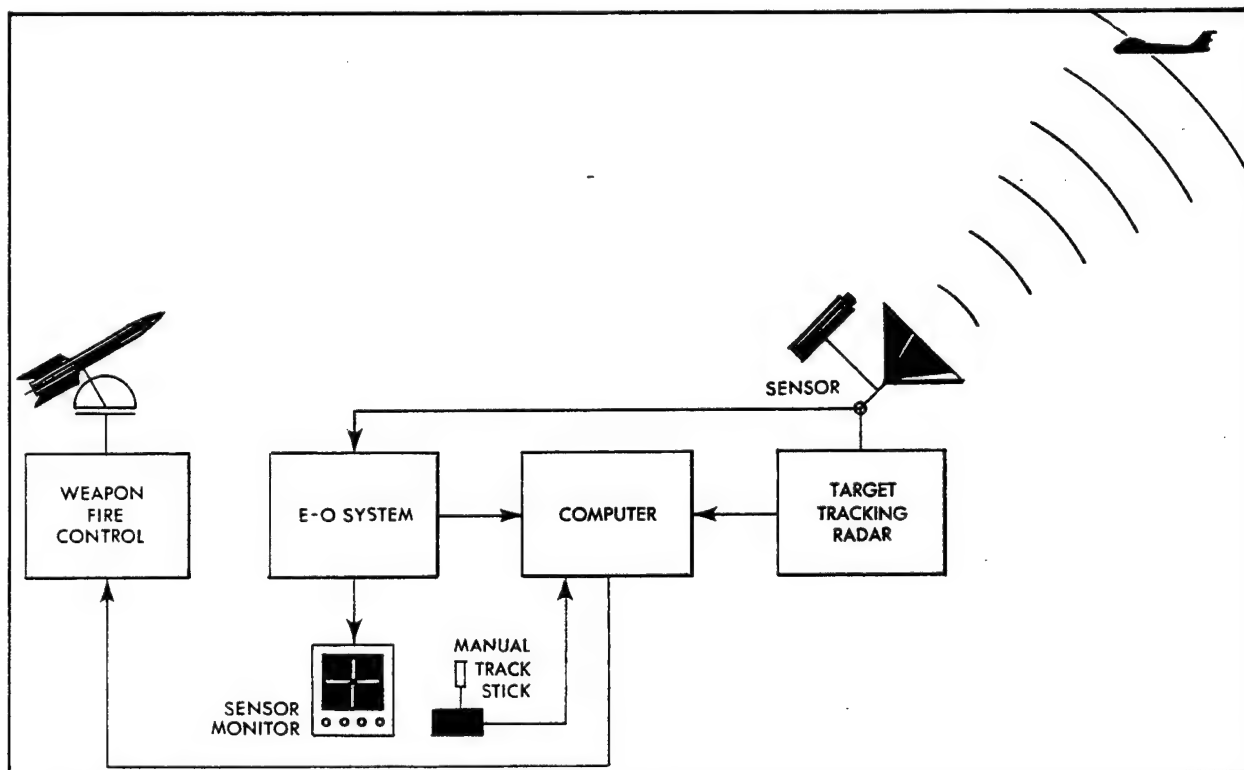 SENSOR
WEAPON
FIRE
CONTROL
E-O SYSTEM
COMPUTER
TARGET
TRACKING
RADAR
MANUAL
TRACK
STICK
SENSOR
MONITOR